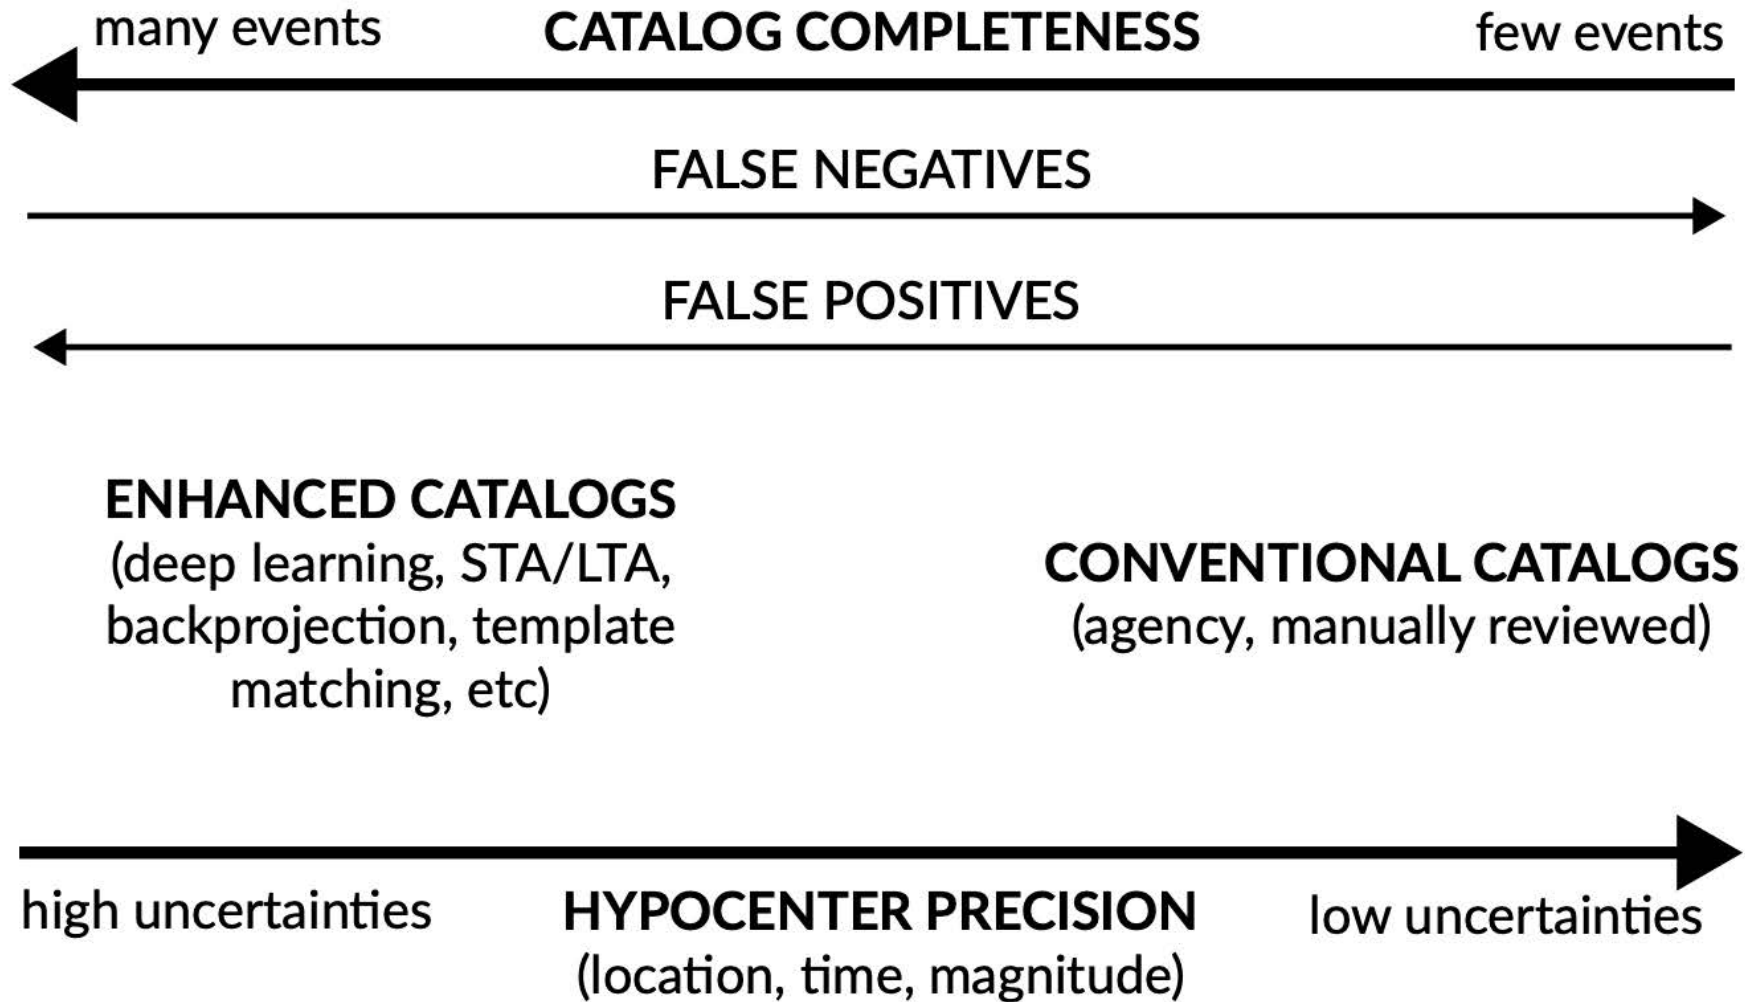 many events CATALOG COMPLETENESS few events
FALSE NEGATIVES
FALSE POSITIVES
ENHANCED CATALOGS
(deep learning, STA/LTA,
backprojection, template
matching, etc)
CONVENTIONAL CATALOGS
(agency, manually reviewed)
high uncertainties HYPOCENTER PRECISION low uncertainties
(location, time, magnitude)